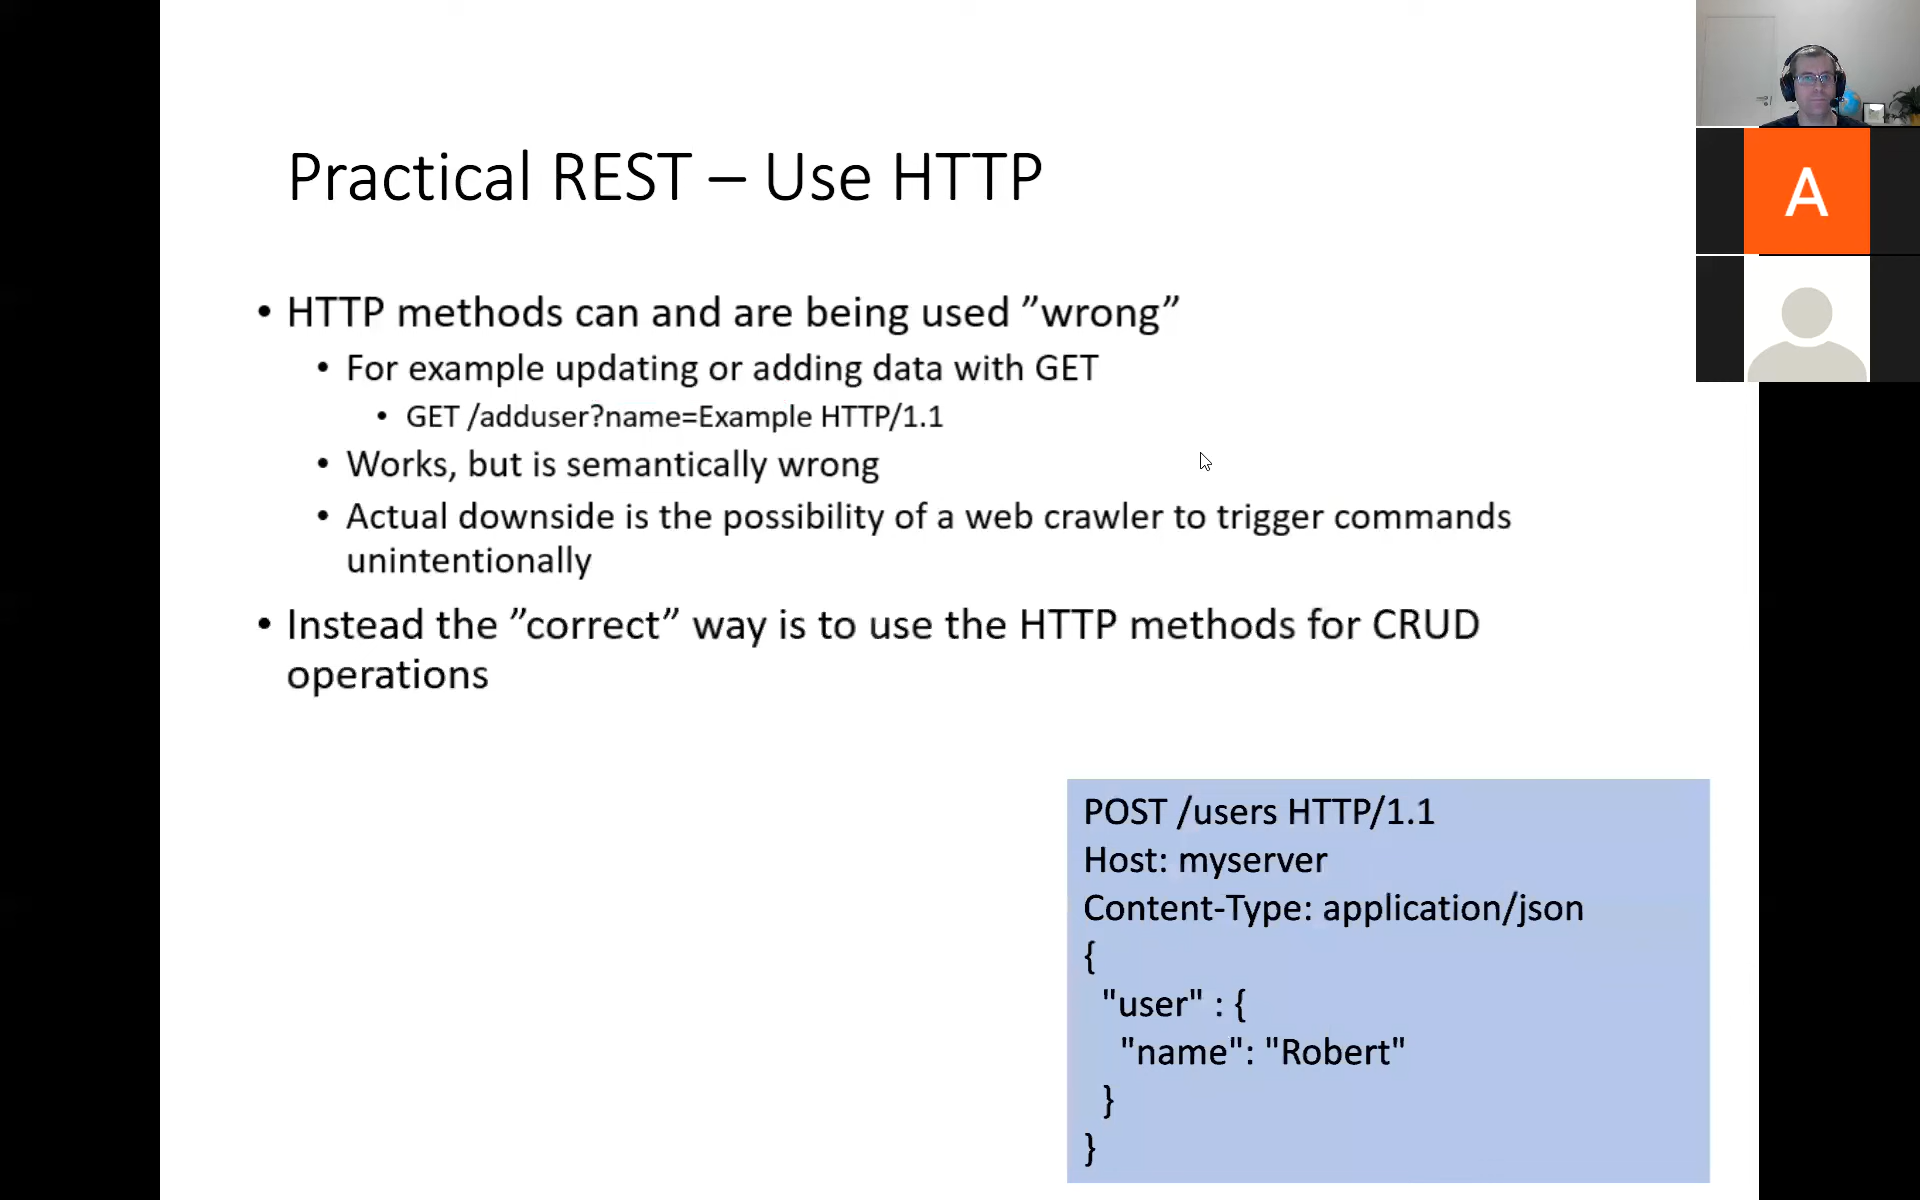 Practical REST – Use HTTP
• HTTP methods can and are being used ”wrong”
• For example updating or adding data with GET
• GET /adduser?name=Example HTTP/1.1
• Works, but is semantically wrong
• Actual downside is the possibility of a web crawler to trigger commands
unintentionally
• Instead the ”correct” way is to use the HTTP methods for CRUD
operations
POST /users HTTP/1.1
Host: myserver
Content-Type: application/json
{
"user" : {
"name": "Robert"
}
}
A